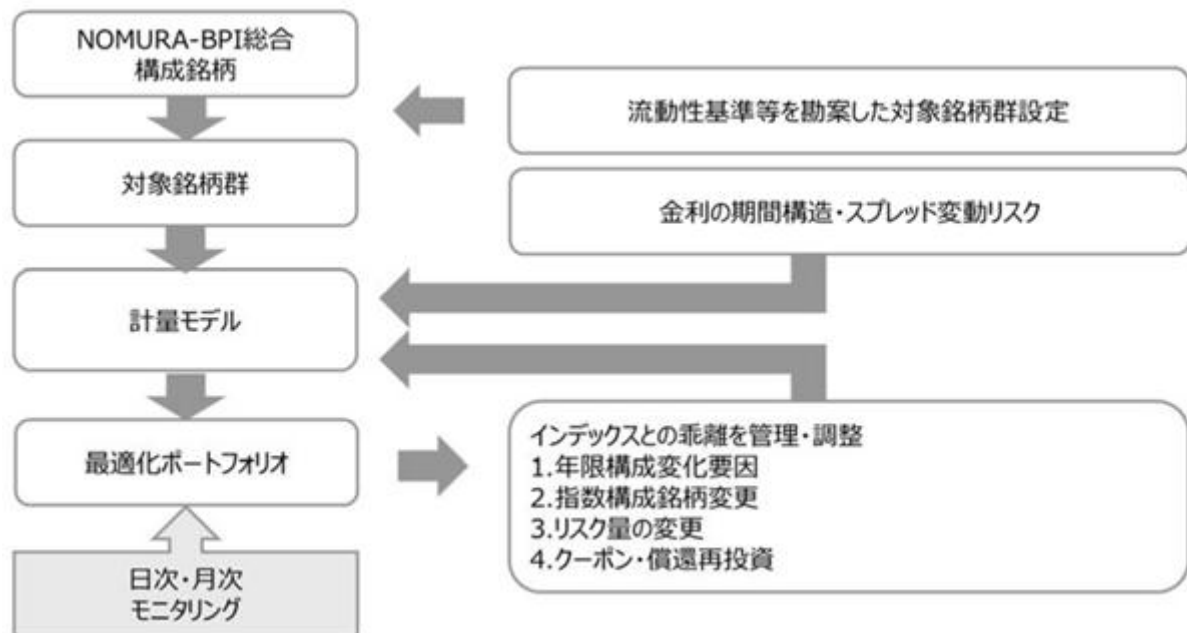 NOMURA-BPI総合
構成銘柄
流動性基準等を勘案した対象銘柄群設定
対象銘柄群
金利の期間構造・スプレッド変動リスク
計量モデル
最適化ポートフォリオ
インデックスとの乖離を管理・調整
1.年限構成変化要因
2.指数構成銘柄変更
3.リスク量の変更
4.クーポン・償還再投資
日次・月次
モニタリング